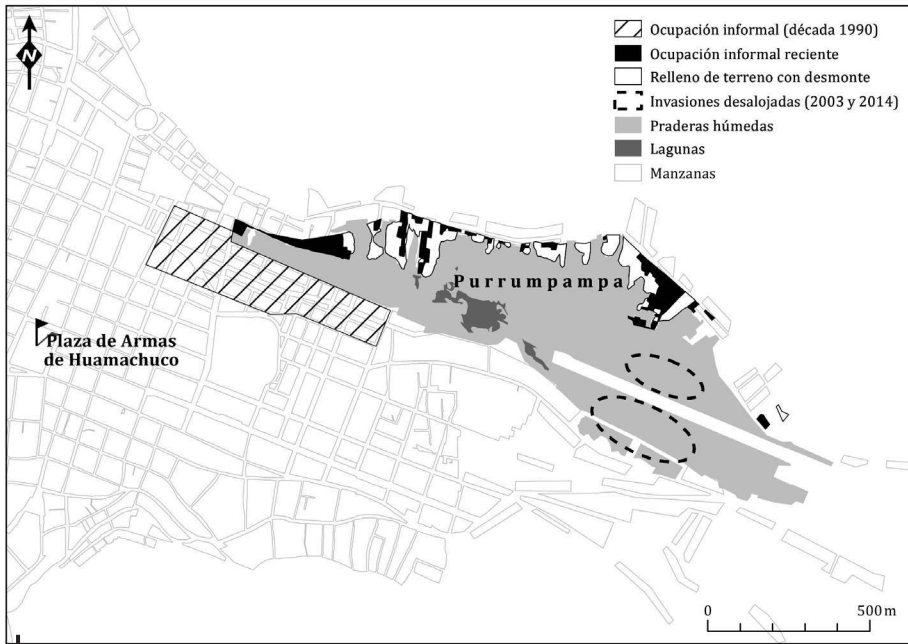 N
Ocupación informal (década 1990)
Ocupación informal reciente
Relleno de terreno con desmonte
Invasiones desalojadas (2003 y 2014)
Praderas húmedas
Lagunas
Manzanas
Purrumpampa
Plaza de Armas
de Huamachuco
0 500 m